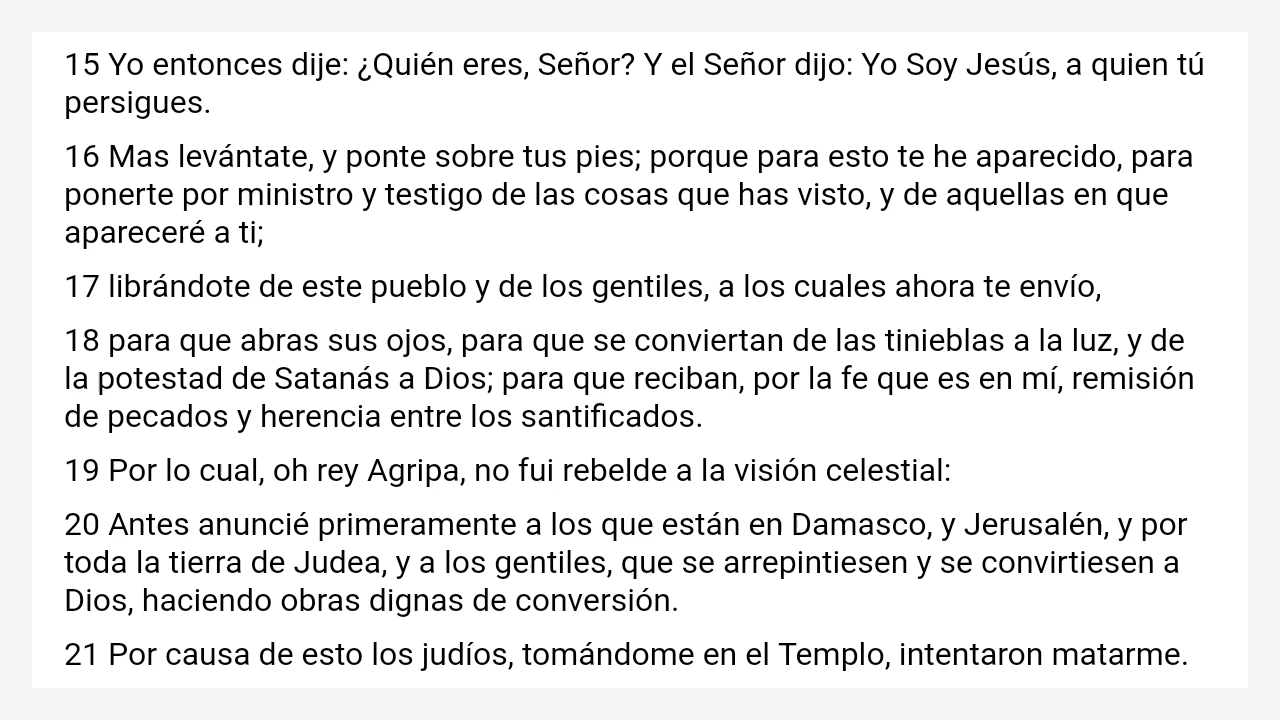 15 Yo entonces dije: ¿Quién eres, Señor? Y el Señor dijo: Yo Soy Jesús, a quien tú
persigues.
16 Mas levántate, y ponte sobre tus pies; porque para esto te he aparecido, para
ponerte por ministro y testigo de las cosas que has visto, y de aquellas en que
apareceré a ti;
17 librándote de este pueblo y de los gentiles, a los cuales ahora te envío,
18 para que abras sus ojos, para que se conviertan de las tinieblas a la luz, y de
la potestad de Satanás a Dios; para que reciban, por la fe que es en mí, remisión
de pecados y herencia entre los santificados.
19 Por lo cual, oh rey Agripa, no fui rebelde a la visión celestial:
20 Antes anuncié primeramente a los que están en Damasco, y Jerusalén, y por
toda la tierra de Judea, y a los gentiles, que se arrepintiesen y se convirtiesen a
Dios, haciendo obras dignas de conversión.
21 Por causa de esto los judíos, tomándome en el Templo, intentaron matarme.